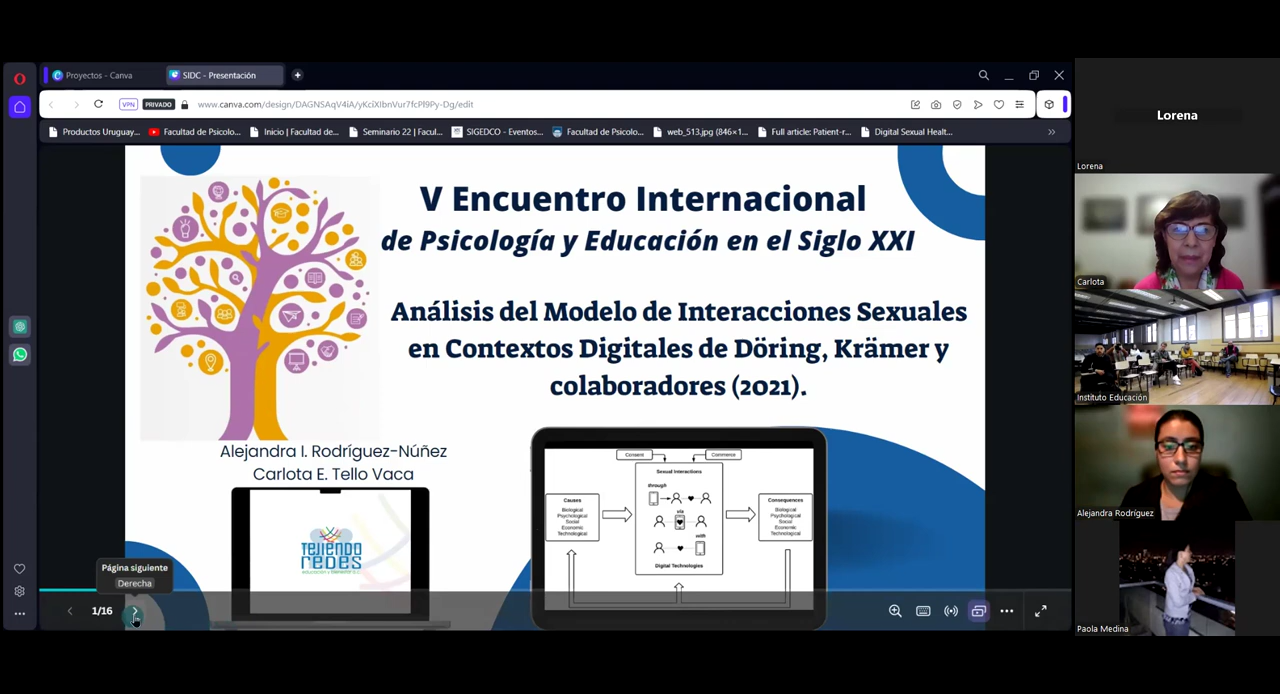 Proyectos - Canva
SIDC - Presentación
VPN
PRIVADO
www.canva.com/design/DAGNSAqV4iA/yKciXIbnVur7fcPl9Py-Dg/edit
Productos Uruguay...
Facultad de Psicolo...
Inicio | Facultad de...
Seminario 22 | Facul...
SIGEDCO - Eventos...
Facultad de Psicolo...
web_513.jpg (846×1...
Full article: Patient-r...
Digital Sexual Healt...
V Encuentro Internacional
de Psicología y Educación en el Siglo XXI
Análisis del Modelo de Interacciones Sexuales
en Contextos Digitales de Döring, Krämer y
colaboradores (2021).
Alejandra I. Rodríguez-Núñez
Carlota E. Tello Vaca
TEJIENDO
REDES
Consent
Sexual Interactions
through
via
with
Digital Technologies
Causes
Biological
Psychological
Social
Economic
Technological
Consequences
Biological
Psychological
Social
Economic
Technological
Página siguiente
Derecha
1/16
Lorena
Lorena
Carlota
Instituto Educación
Alejandra Rodríguez
Paola Medina